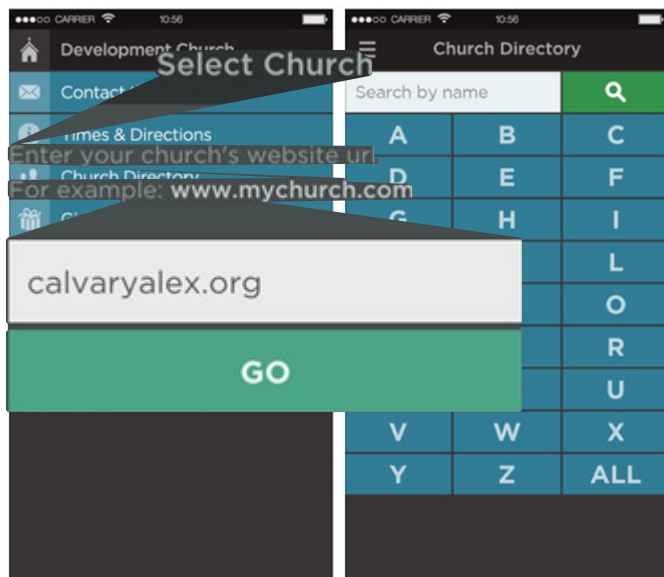 CARRIER 10:56
Development Church
Select Church
Contact
Times & Directions
Enter your church's website url.
Church Directory
For example: www.mychurch.com
calvaryalex.org
GO
CARRIER 10:56
Church Directory
Search by name
A B C
D E F
G H I
L
O
R
U
V W X
Y Z ALL